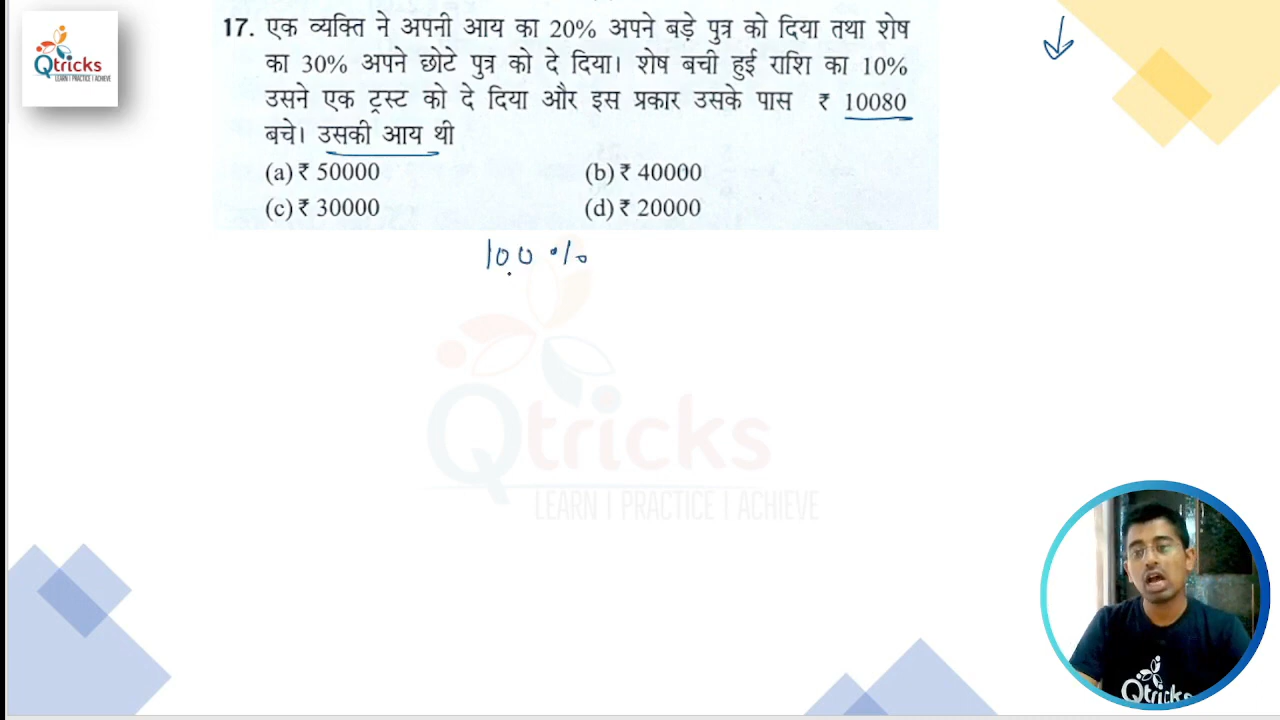 Qtricks
LEARN | PRACTICE | ACHIEVE
17. एक व्यक्ति ने अपनी आय का 20% अपने बड़े पुत्र को दिया तथा शेष
का 30% अपने छोटे पुत्र को दे दिया। शेष बची हुई राशि का 10%
उसने एक ट्रस्ट को दे दिया और इस प्रकार उसके पास ₹ 10080
बचे। उसकी आय थी
(a) ₹ 50000 (b) ₹ 40000
(c) ₹ 30000 (d) ₹ 20000
100 %
Qtricks
LEARN | PRACTICE | ACHIEVE
Qtricks